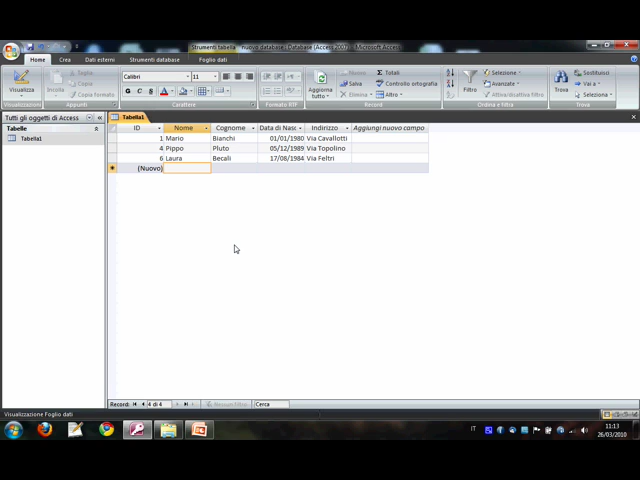 Strumenti tabella nuovo database : Database (Access 2007) - Microsoft Access
Home Crea Dati esterni Strumenti database Foglio dati
Visualizza
Visualizzazioni
Incolla
Taglia
Copia
Copia formato
Appunti
Calibri 11
G C S
Carattere
Formato RTF
Aggiorna tutto
Nuovo
Salva
Elimina
Totali
Controllo ortografia
Altro
Record
Filtro
Selezione
Avanzate
Attiva/disattiva filtro
Ordina e filtra
Trova
Sostituisci
Vai a
Seleziona
Trova
Tutti gli oggetti di Access
Tabelle
Tabella1
Tabella1
ID Nome Cognome Data di Nasc Indirizzo Aggiungi nuovo campo
1 Mario Bianchi 01/01/1980 Via Cavallotti
4 Pippo Pluto 05/12/1989 Via Topolino
6 Laura Becali 17/08/1984 Via Feltri
(Nuovo)
Record: 4 di 4 Nessun filtro Cerca
Visualizzazione Foglio dati
IT
11:13
26/03/2010